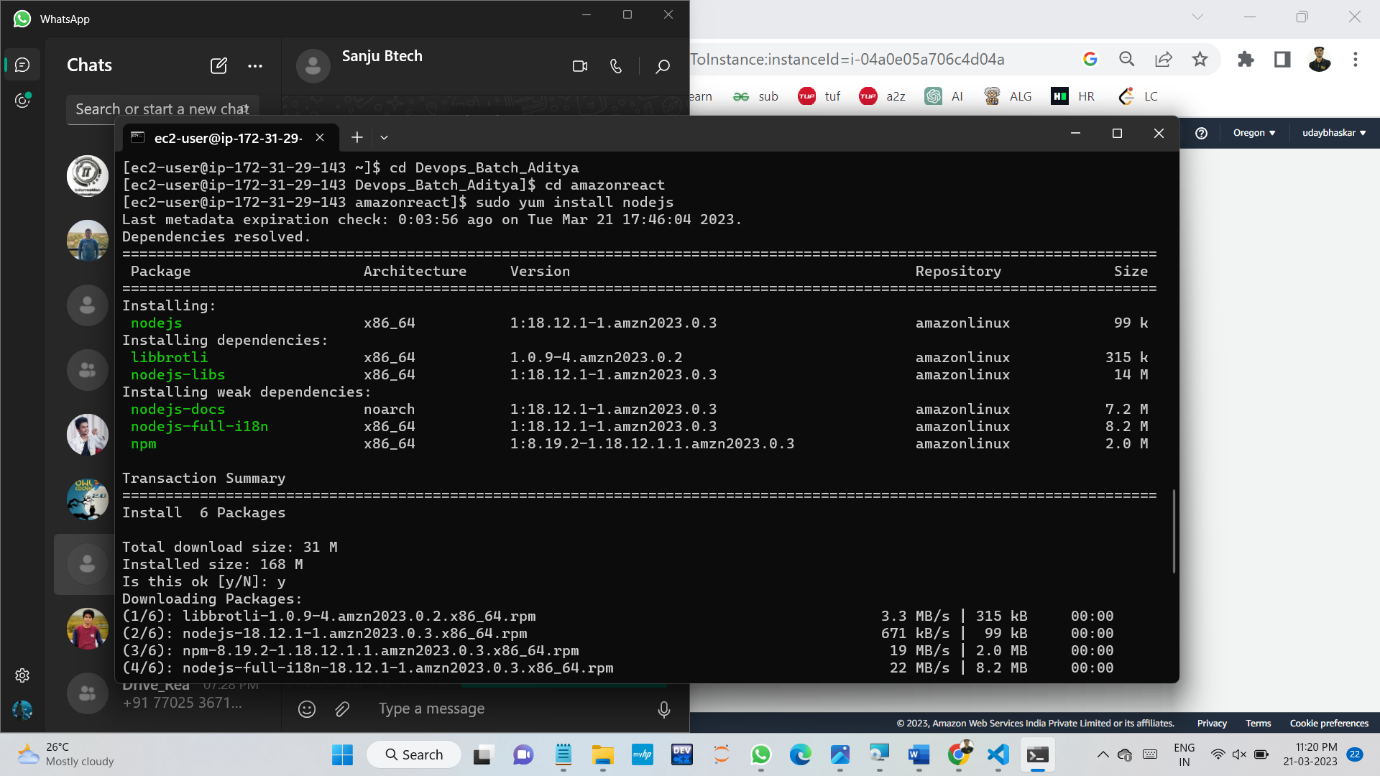 WhatsApp
Chats
Sanju Btech
Search or start a new chat
Drive_Rea 07:28 PM
+91 77025 3671...
Type a message
ToInstance:instanceId=i-04a0e05a706c4d04a
earn sub tuf a2z AI ALG HR LC
Oregon udaybhaskar
ec2-user@ip-172-31-29-
[ec2-user@ip-172-31-29-143 ~]$ cd Devops_Batch_Aditya
[ec2-user@ip-172-31-29-143 Devops_Batch_Aditya]$ cd amazonreact
[ec2-user@ip-172-31-29-143 amazonreact]$ sudo yum install nodejs
Last metadata expiration check: 0:03:56 ago on Tue Mar 21 17:46:04 2023.
Dependencies resolved.
Package Architecture Version Repository Size
Installing:
nodejs x86_64 1:18.12.1-1.amzn2023.0.3 amazonlinux 99 k
Installing dependencies:
libbrotli x86_64 1.0.9-4.amzn2023.0.2 amazonlinux 315 k
nodejs-libs x86_64 1:18.12.1-1.amzn2023.0.3 amazonlinux 14 M
Installing weak dependencies:
nodejs-docs noarch 1:18.12.1-1.amzn2023.0.3 amazonlinux 7.2 M
nodejs-full-i18n x86_64 1:18.12.1-1.amzn2023.0.3 amazonlinux 8.2 M
npm x86_64 1:8.19.2-1.18.12.1.1.amzn2023.0.3 amazonlinux 2.0 M
Transaction Summary
Install 6 Packages
Total download size: 31 M
Installed size: 168 M
Is this ok [y/N]: y
Downloading Packages:
(1/6): libbrotli-1.0.9-4.amzn2023.0.2.x86_64.rpm 3.3 MB/s | 315 kB 00:00
(2/6): nodejs-18.12.1-1.amzn2023.0.3.x86_64.rpm 671 kB/s | 99 kB 00:00
(3/6): npm-8.19.2-1.18.12.1.1.amzn2023.0.3.x86_64.rpm 19 MB/s | 2.0 MB 00:00
(4/6): nodejs-full-i18n-18.12.1-1.amzn2023.0.3.x86_64.rpm 22 MB/s | 8.2 MB 00:00
© 2023, Amazon Web Services India Private Limited or its affiliates. Privacy Terms Cookie preferences
26°C
Mostly cloudy
Search
ENG
IN
11:20 PM
21-03-2023
22